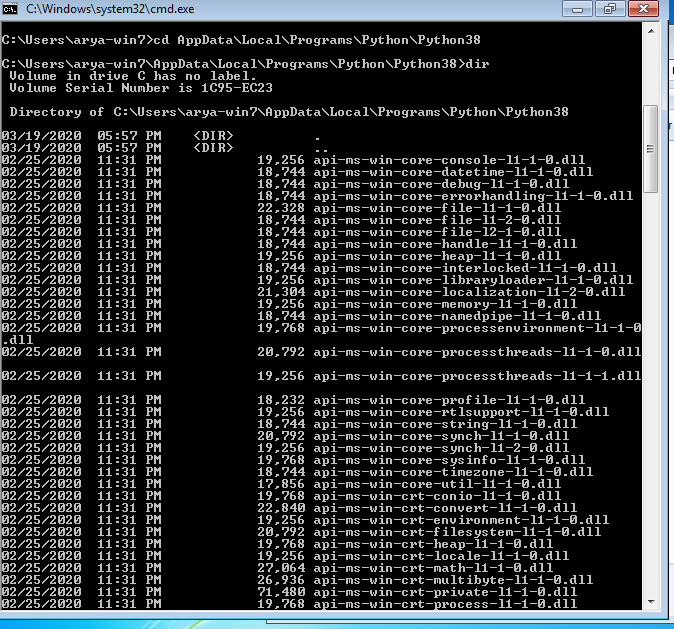 C:\Windows\system32\cmd.exe
C:\Users\arya-win7>cd AppData\Local\Programs\Python\Python38
C:\Users\arya-win7\AppData\Local\Programs\Python\Python38>dir
 Volume in drive C has no label.
 Volume Serial Number is 1C95-EC23
 Directory of C:\Users\arya-win7\AppData\Local\Programs\Python\Python38
03/19/2020  05:57 PM    <DIR>          .
03/19/2020  05:57 PM    <DIR>          ..
02/25/2020  11:31 PM            19,256 api-ms-win-core-console-l1-1-0.dll
02/25/2020  11:31 PM            18,744 api-ms-win-core-datetime-l1-1-0.dll
02/25/2020  11:31 PM            18,744 api-ms-win-core-debug-l1-1-0.dll
02/25/2020  11:31 PM            18,744 api-ms-win-core-errorhandling-l1-1-0.dll
02/25/2020  11:31 PM            22,328 api-ms-win-core-file-l1-1-0.dll
02/25/2020  11:31 PM            18,744 api-ms-win-core-file-l1-2-0.dll
02/25/2020  11:31 PM            18,744 api-ms-win-core-file-l2-1-0.dll
02/25/2020  11:31 PM            18,744 api-ms-win-core-handle-l1-1-0.dll
02/25/2020  11:31 PM            19,256 api-ms-win-core-heap-l1-1-0.dll
02/25/2020  11:31 PM            18,744 api-ms-win-core-interlocked-l1-1-0.dll
02/25/2020  11:31 PM            19,256 api-ms-win-core-libraryloader-l1-1-0.dll
02/25/2020  11:31 PM            21,304 api-ms-win-core-localization-l1-2-0.dll
02/25/2020  11:31 PM            19,256 api-ms-win-core-memory-l1-1-0.dll
02/25/2020  11:31 PM            18,744 api-ms-win-core-namedpipe-l1-1-0.dll
02/25/2020  11:31 PM            19,768 api-ms-win-core-processenvironment-l1-1-0
.dll
02/25/2020  11:31 PM            20,792 api-ms-win-core-processthreads-l1-1-0.dll
02/25/2020  11:31 PM            19,256 api-ms-win-core-processthreads-l1-1-1.dll
02/25/2020  11:31 PM            18,232 api-ms-win-core-profile-l1-1-0.dll
02/25/2020  11:31 PM            19,256 api-ms-win-core-rtlsupport-l1-1-0.dll
02/25/2020  11:31 PM            18,744 api-ms-win-core-string-l1-1-0.dll
02/25/2020  11:31 PM            20,792 api-ms-win-core-synch-l1-1-0.dll
02/25/2020  11:31 PM            19,256 api-ms-win-core-synch-l1-2-0.dll
02/25/2020  11:31 PM            19,768 api-ms-win-core-sysinfo-l1-1-0.dll
02/25/2020  11:31 PM            18,744 api-ms-win-core-timezone-l1-1-0.dll
02/25/2020  11:31 PM            17,856 api-ms-win-core-util-l1-1-0.dll
02/25/2020  11:31 PM            19,768 api-ms-win-crt-conio-l1-1-0.dll
02/25/2020  11:31 PM            22,840 api-ms-win-crt-convert-l1-1-0.dll
02/25/2020  11:31 PM            19,256 api-ms-win-crt-environment-l1-1-0.dll
02/25/2020  11:31 PM            20,792 api-ms-win-crt-filesystem-l1-1-0.dll
02/25/2020  11:31 PM            19,768 api-ms-win-crt-heap-l1-1-0.dll
02/25/2020  11:31 PM            19,256 api-ms-win-crt-locale-l1-1-0.dll
02/25/2020  11:31 PM            27,064 api-ms-win-crt-math-l1-1-0.dll
02/25/2020  11:31 PM            26,936 api-ms-win-crt-multibyte-l1-1-0.dll
02/25/2020  11:31 PM            71,480 api-ms-win-crt-private-l1-1-0.dll
02/25/2020  11:31 PM            19,768 api-ms-win-crt-process-l1-1-0.dll